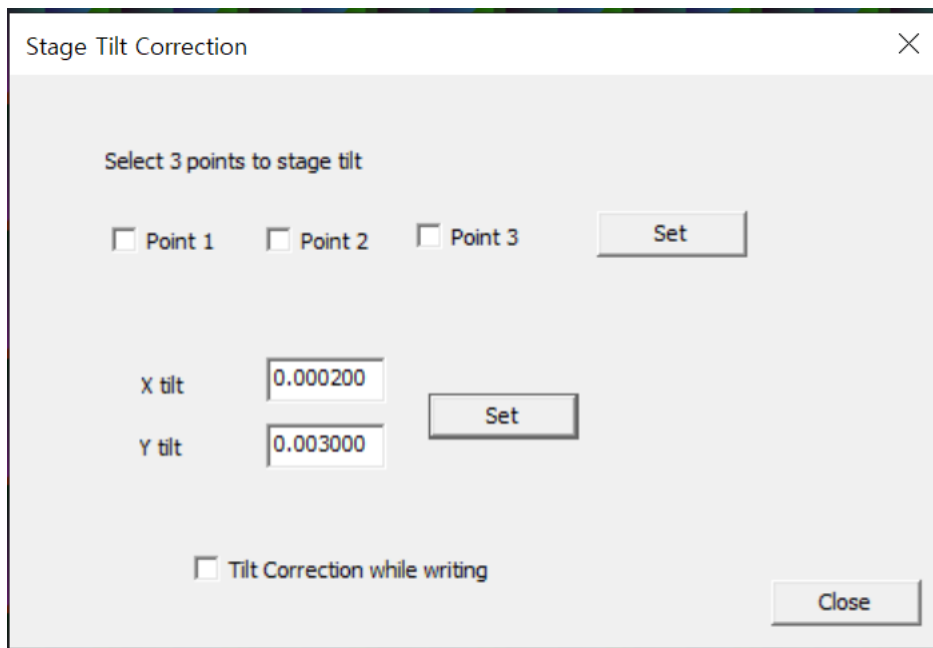 Stage Tilt Correction
Select 3 points to stage tilt
Point 1 Point 2 Point 3 Set
X tilt 0.000200
Set
Y tilt 0.003000
Tilt Correction while writing
Close